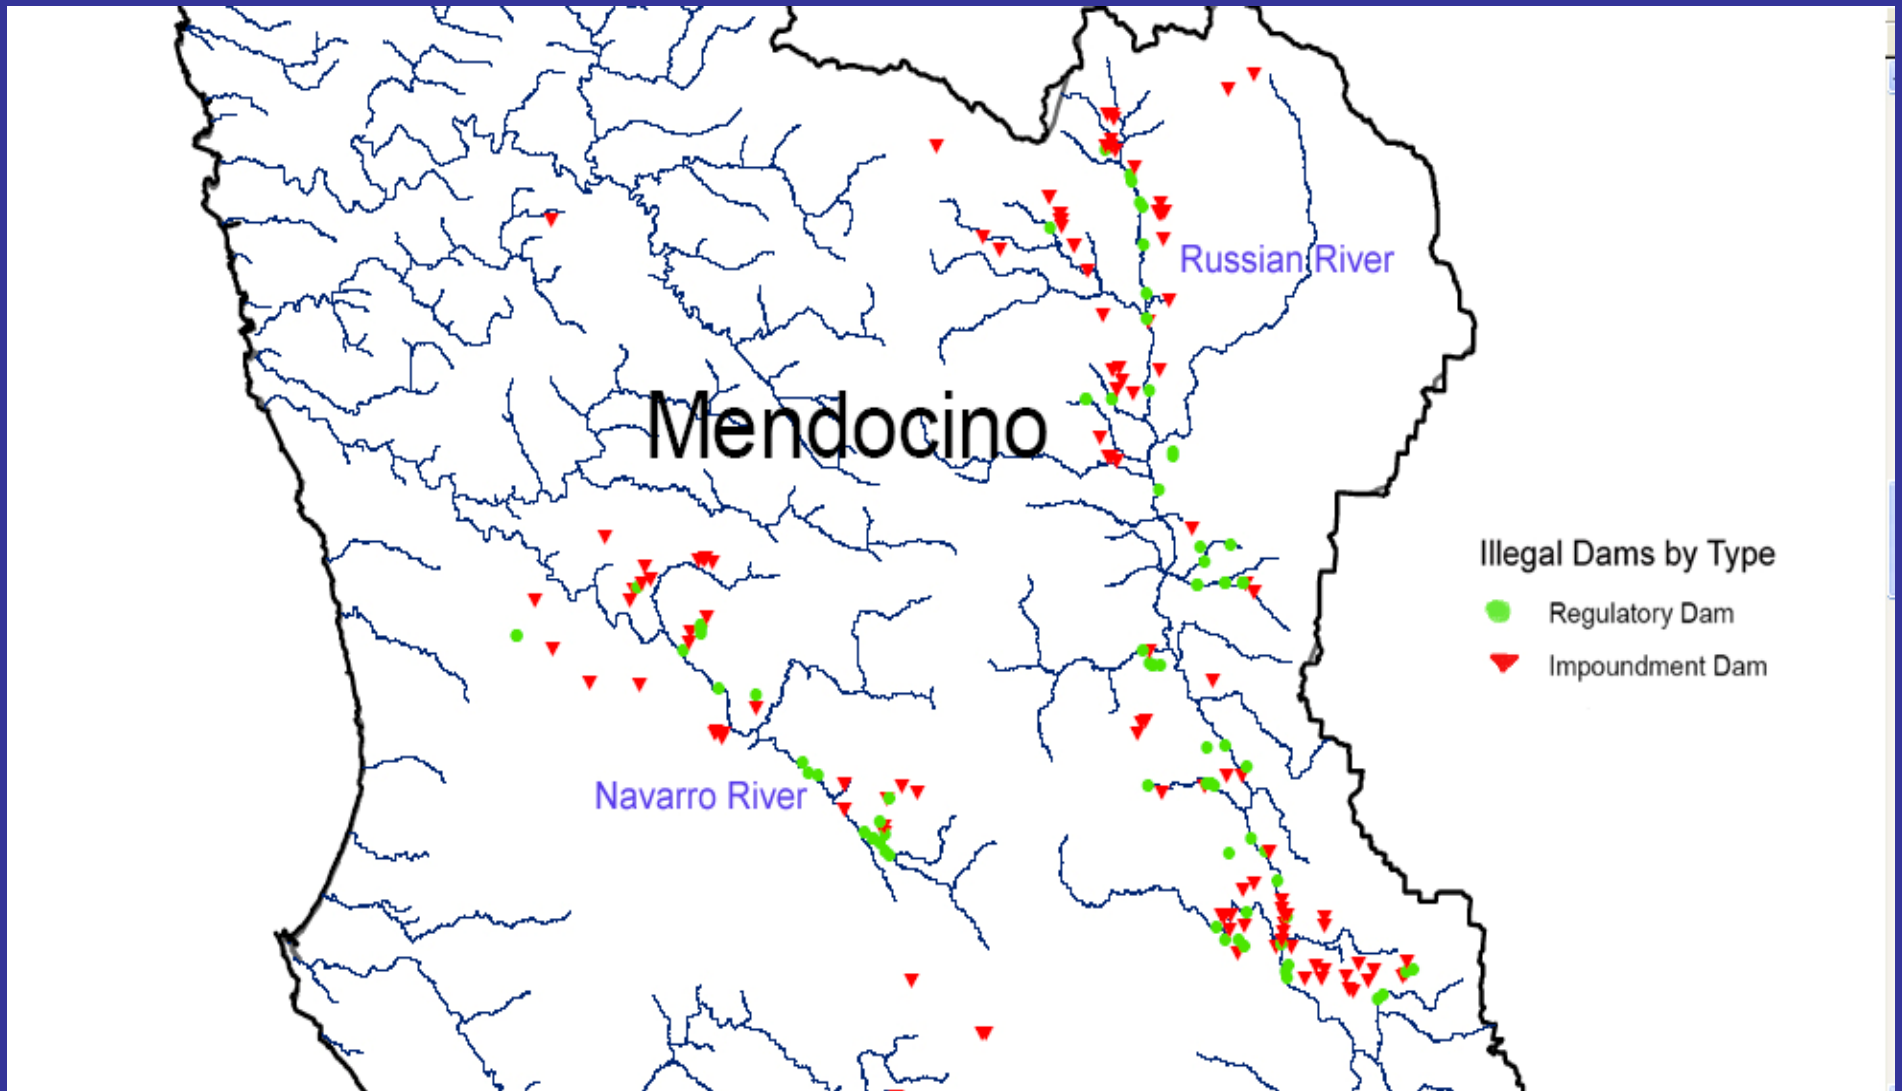 Russian River
Mendocino
Illegal Dams by Type
Regulatory Dam
Impoundment Dam
Navarro River